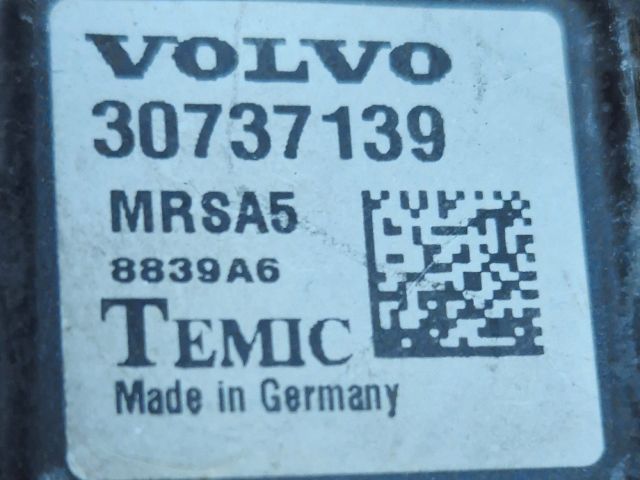 VOLVO
30737139
MRSA5
8839A6
TEMIC
Made in Germany